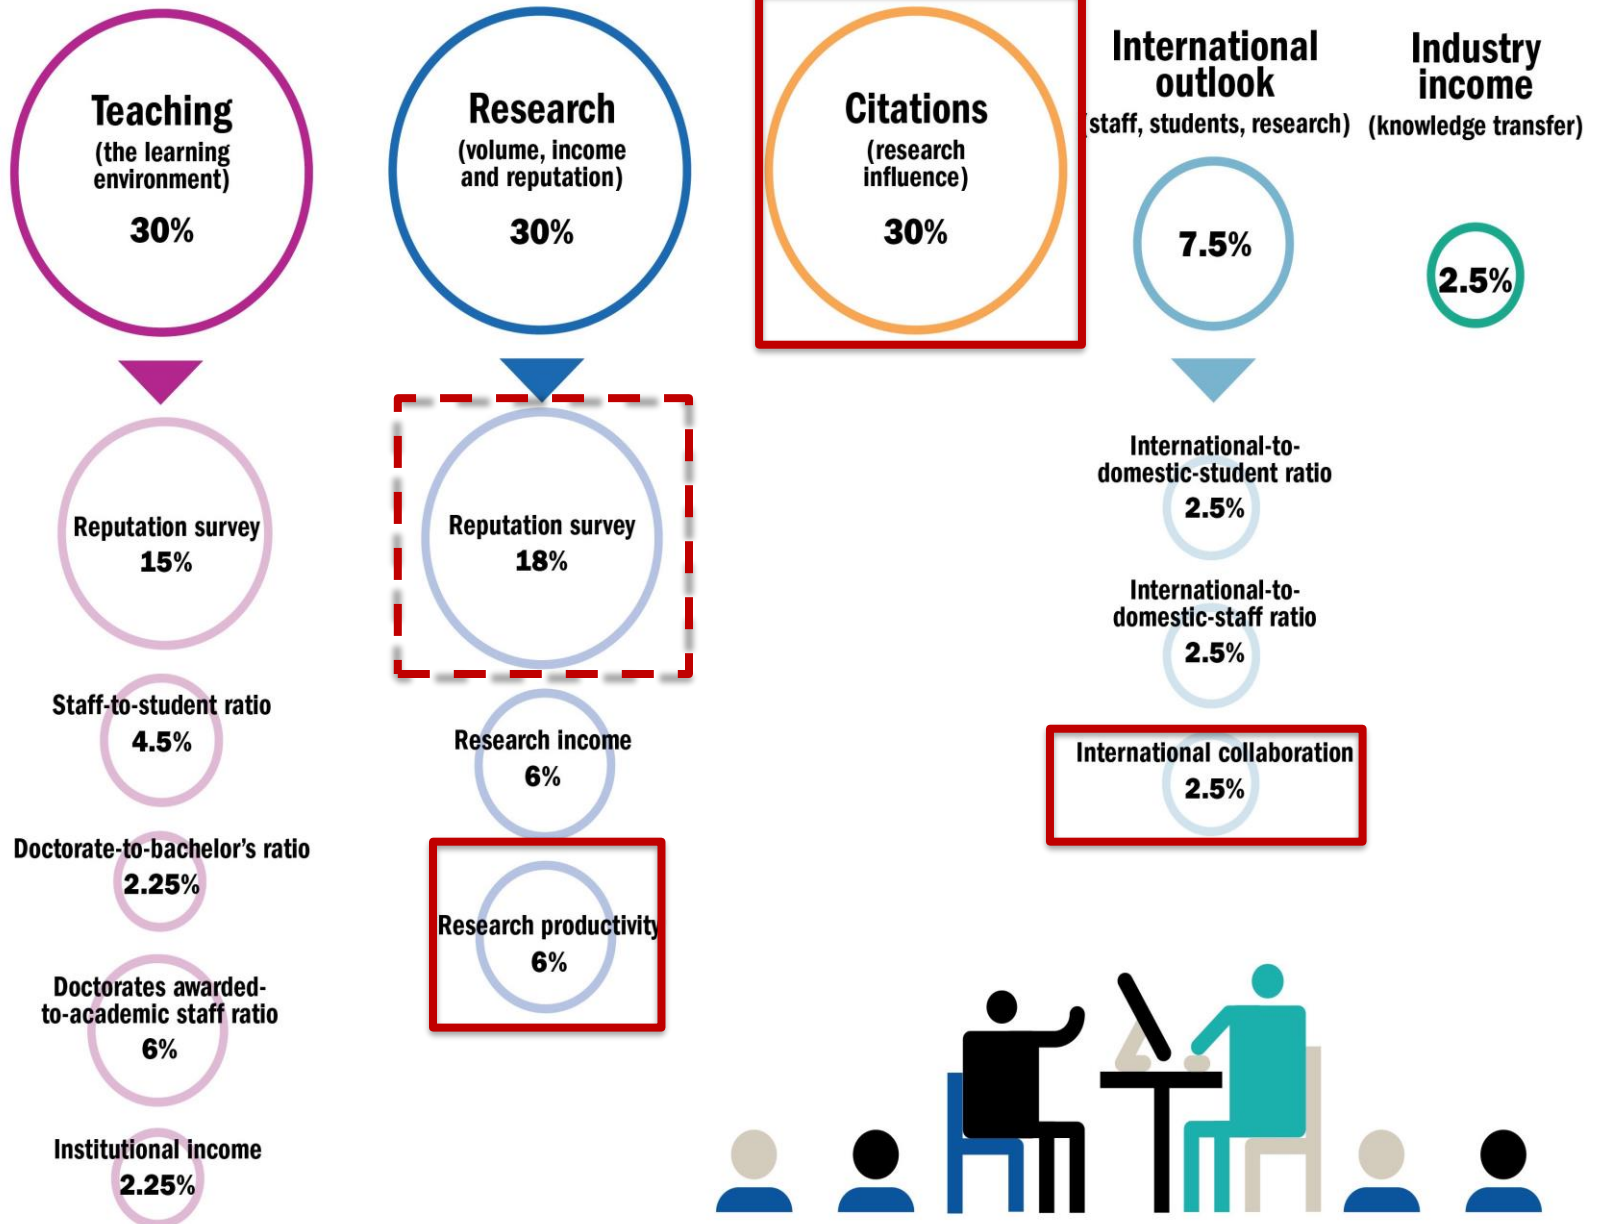 Teaching
(the learning
environment)
30%
Reputation survey
15%
Staff-to-student ratio
4.5%
Doctorate-to-bachelor's ratio
2.25%
Doctorates awarded-
to-academic staff ratio
6%
Institutional income
2.25%
Research
(volume, income
and reputation)
30%
Reputation survey
18%
Research income
6%
Research productivity
6%
Citations
(research
influence)
30%
International
outlook
(staff, students, research)
7.5%
International-to-
domestic-student ratio
2.5%
International-to-
domestic-staff ratio
2.5%
International collaboration
2.5%
Industry
income
(knowledge transfer)
2.5%